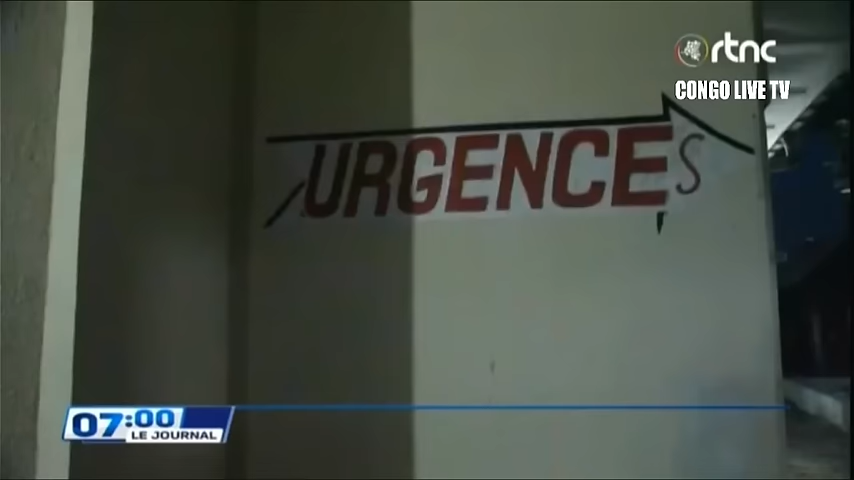 rtnc
CONGO LIVE TV
URGENCES
07:00
LE JOURNAL